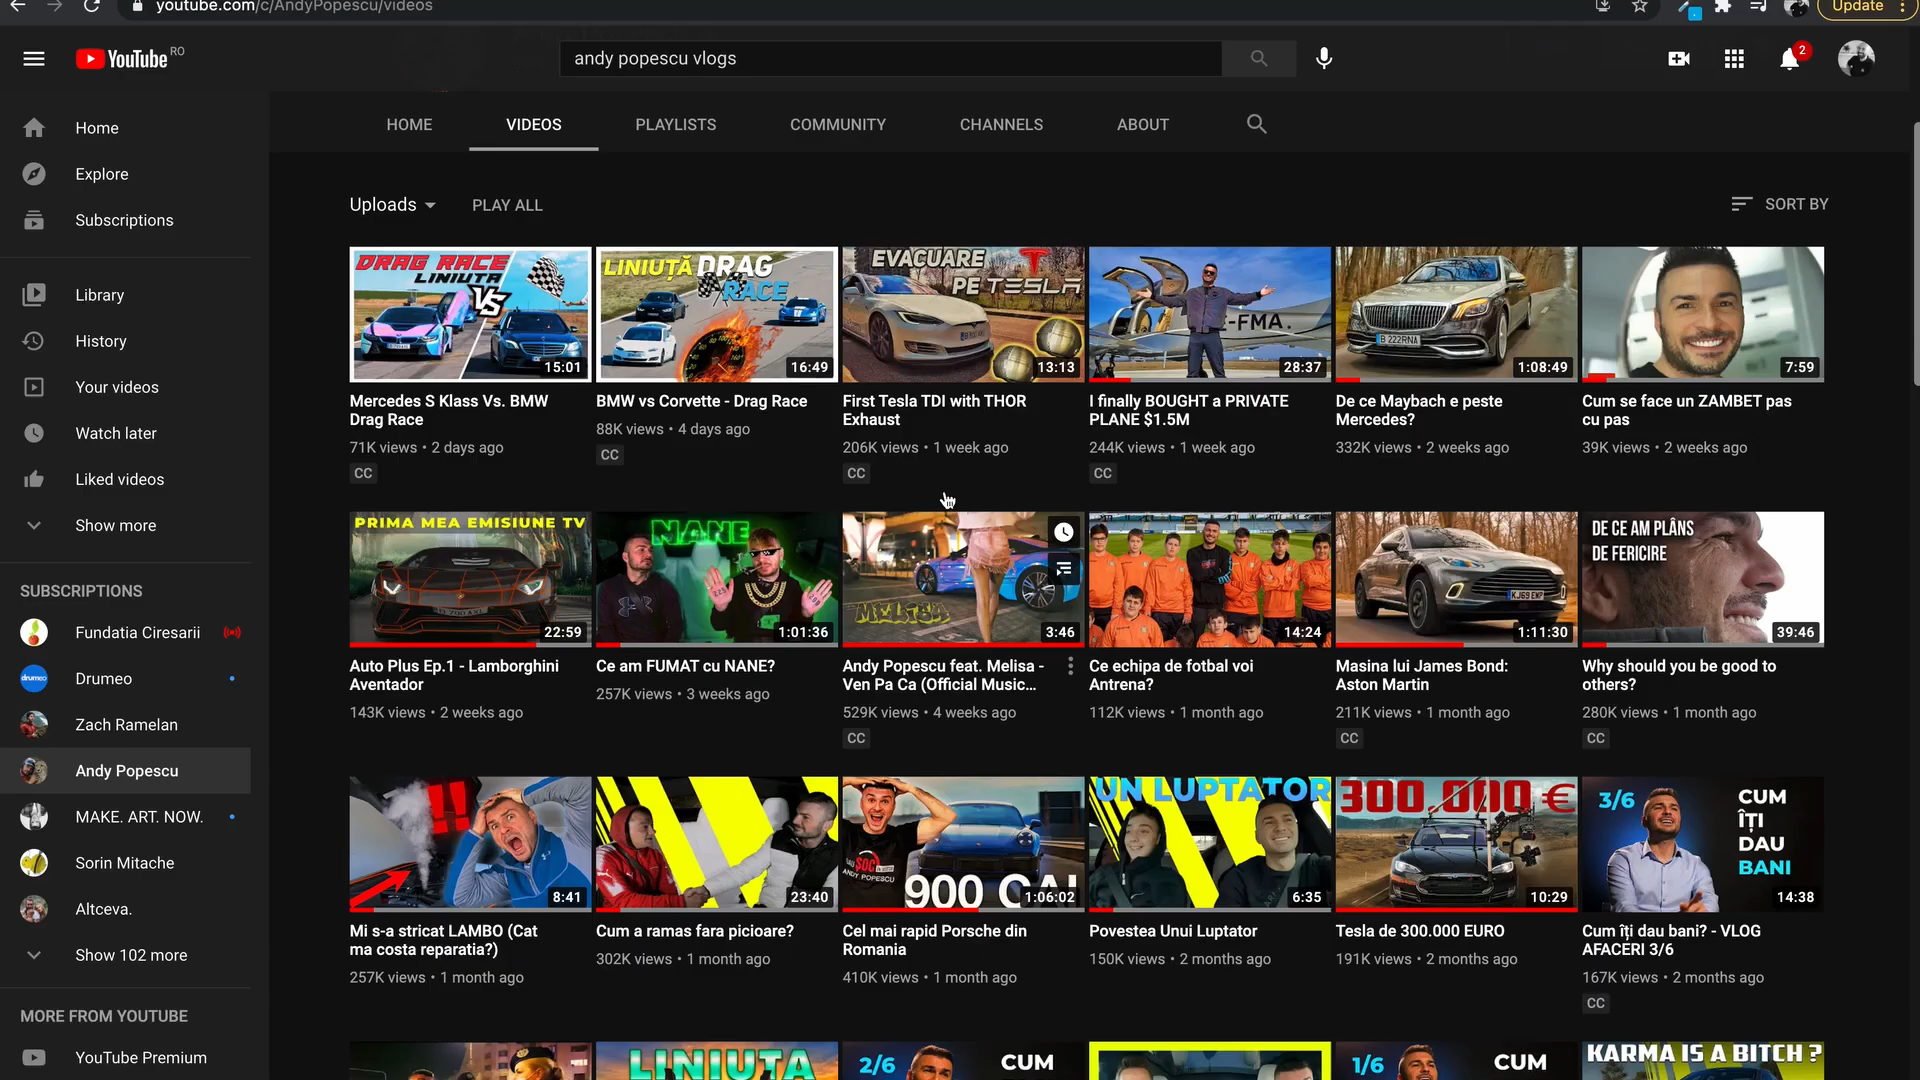 youtube.com/c/AndyPopescu/videos
Update
YouTube RO
andy popescu vlogs
2
HOME
VIDEOS
PLAYLISTS
COMMUNITY
CHANNELS
ABOUT
Home
Explore
Subscriptions
Library
History
Your videos
Watch later
Liked videos
Show more
SUBSCRIPTIONS
Fundatia Ciresarii
drumeo
Drumeo
Zach Ramelan
Andy Popescu
MAKE. ART. NOW.
Sorin Mitache
Altceva.
Show 102 more
MORE FROM YOUTUBE
YouTube Premium
Uploads
PLAY ALL
SORT BY
DRAG RACE
LINIUTA
VS
15:01
Mercedes S Klass Vs. BMW
Drag Race
71K views • 2 days ago
CC
LINIUȚĂ DRAG
RACE
16:49
BMW vs Corvette - Drag Race
88K views • 4 days ago
CC
EVACUARE
PE TESLA
13:13
First Tesla TDI with THOR
Exhaust
206K views • 1 week ago
CC
-FMA.
28:37
I finally BOUGHT a PRIVATE
PLANE $1.5M
244K views • 1 week ago
CC
B 222RNA
1:08:49
De ce Maybach e peste
Mercedes?
332K views • 2 weeks ago
7:59
Cum se face un ZAMBET pas
cu pas
39K views • 2 weeks ago
PRIMA MEA EMISIUNE TV
22:59
Auto Plus Ep.1 - Lamborghini
Aventador
143K views • 2 weeks ago
NANE
1:01:36
Ce am FUMAT cu NANE?
257K views • 3 weeks ago
MELISA
3:46
Andy Popescu feat. Melisa -
Ven Pa Ca (Official Music...
529K views • 4 weeks ago
CC
14:24
Ce echipa de fotbal voi
Antrena?
112K views • 1 month ago
KJ69 EWP
1:11:30
Masina lui James Bond:
Aston Martin
211K views • 1 month ago
CC
DE CE AM PLÂNS
DE FERICIRE
39:46
Why should you be good to
others?
280K views • 1 month ago
CC
!!
8:41
Mi s-a stricat LAMBO (Cat
ma costa reparatia?)
257K views • 1 month ago
23:40
Cum a ramas fara picioare?
302K views • 1 month ago
ȘOC
ANDY POPESCU
900 CAI
1:06:02
Cel mai rapid Porsche din
Romania
410K views • 1 month ago
UN LUPTATOR
6:35
Povestea Unui Luptator
150K views • 2 months ago
300.000 €
10:29
Tesla de 300.000 EURO
191K views • 2 months ago
3/6
CUM
ÎȚI
DAU
BANI
14:38
Cum îți dau bani? - VLOG
AFACERI 3/6
167K views • 2 months ago
CC
LINIUTA
2/6
CUM
1/6
CUM
KARMA IS A BITCH ?